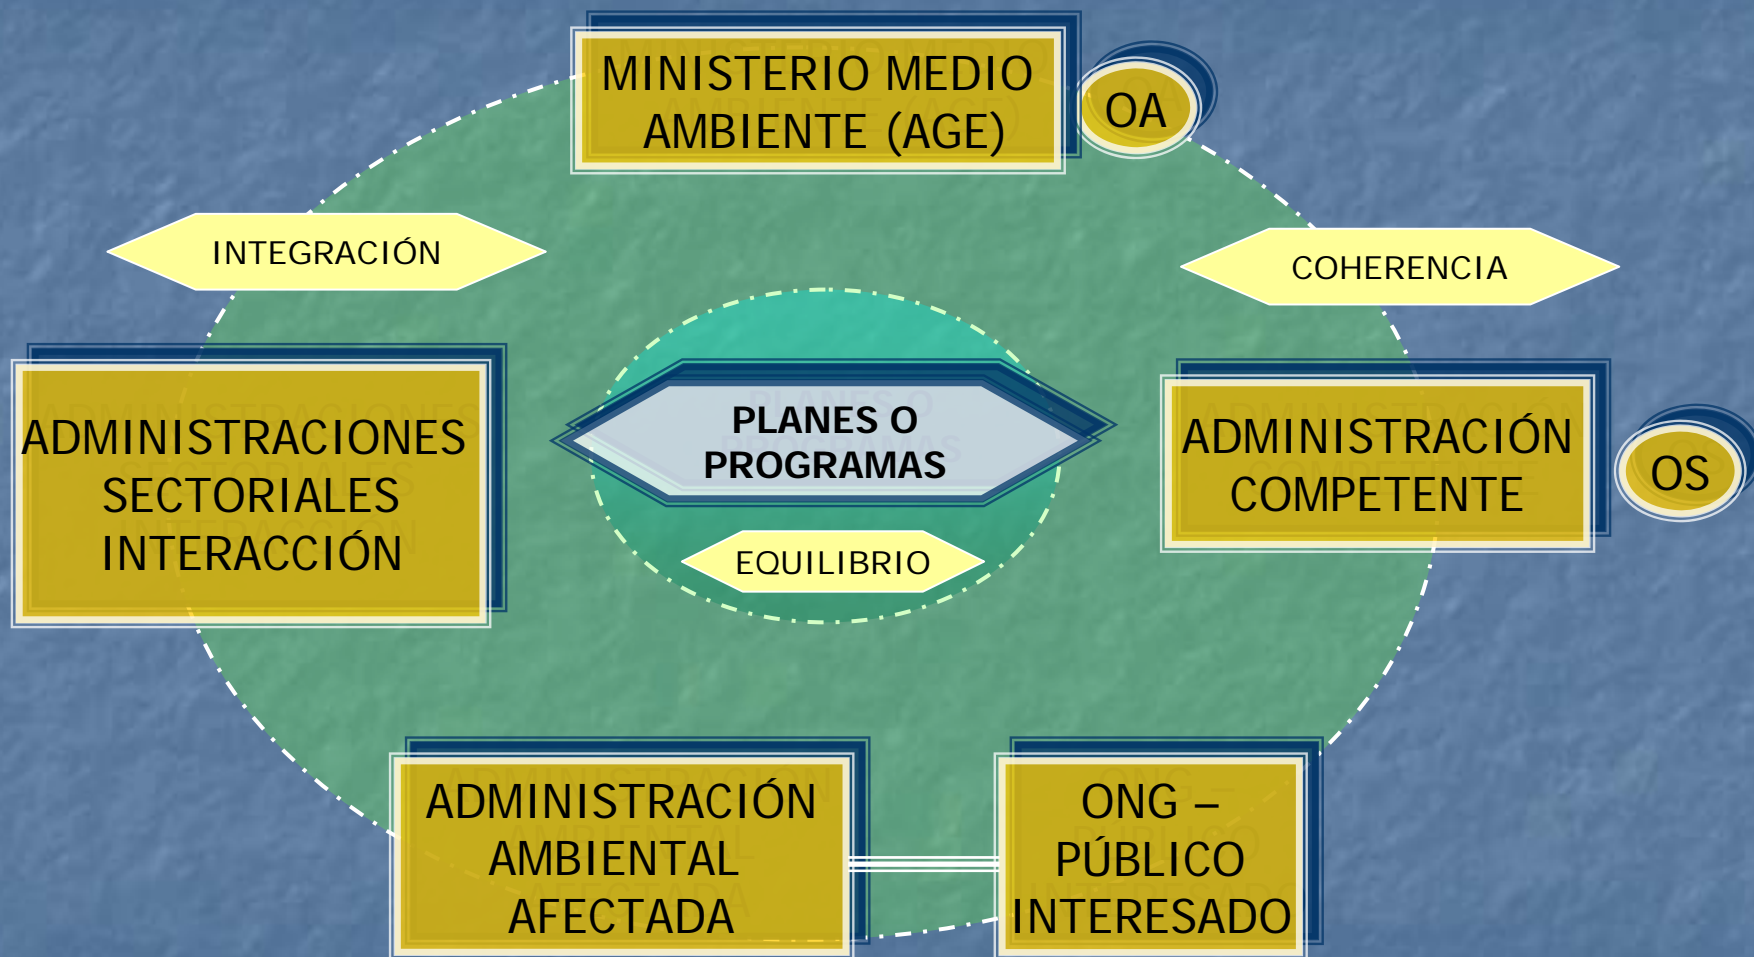 MINISTERIO MEDIO
AMBIENTE (AGE)
OA
INTEGRACIÓN
COHERENCIA
ADMINISTRACIONES
SECTORIALES
INTERACCIÓN
PLANES O
PROGRAMAS
EQUILIBRIO
ADMINISTRACIÓN
COMPETENTE
OS
ADMINISTRACIÓN
AMBIENTAL
AFECTADA
ONG –
PÚBLICO
INTERESADO